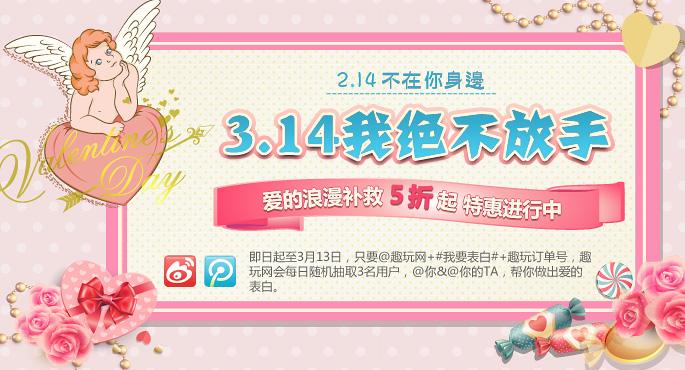 2.14 不在你身邊
Valentine's
Day
3.14我绝不放手
爱的浪漫补救 5折起 特惠进行中
即日起至3月13日，只要@趣玩网+#我要表白#+趣玩订单号，趣
玩网会每日随机抽取3名用户，@你&@你的TA，帮你做出爱的
表白。